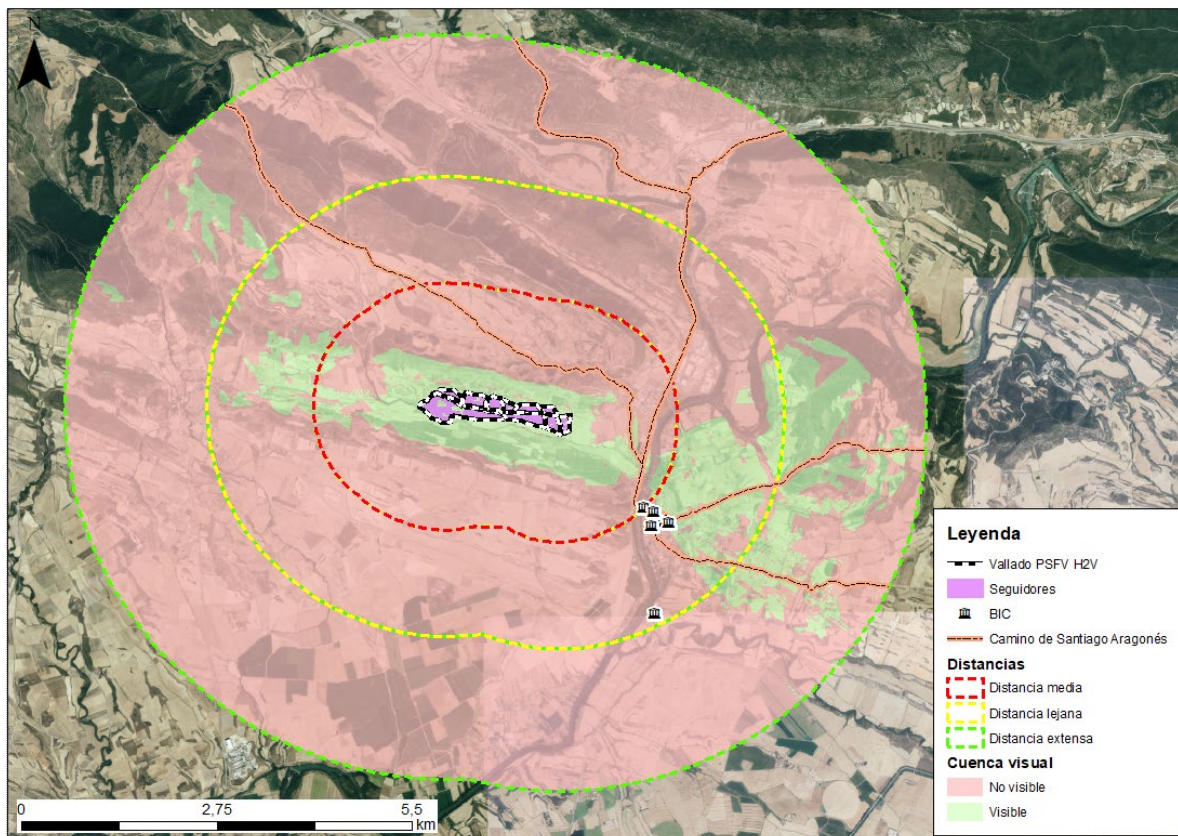 N
Leyenda
Vallado PSFV H2V
Seguidores
BIC
Camino de Santiago Aragonés
Distancias
Distancia media
Distancia lejana
Distancia extensa
Cuenca visual
No visible
Visible
0 2,75 5,5
km